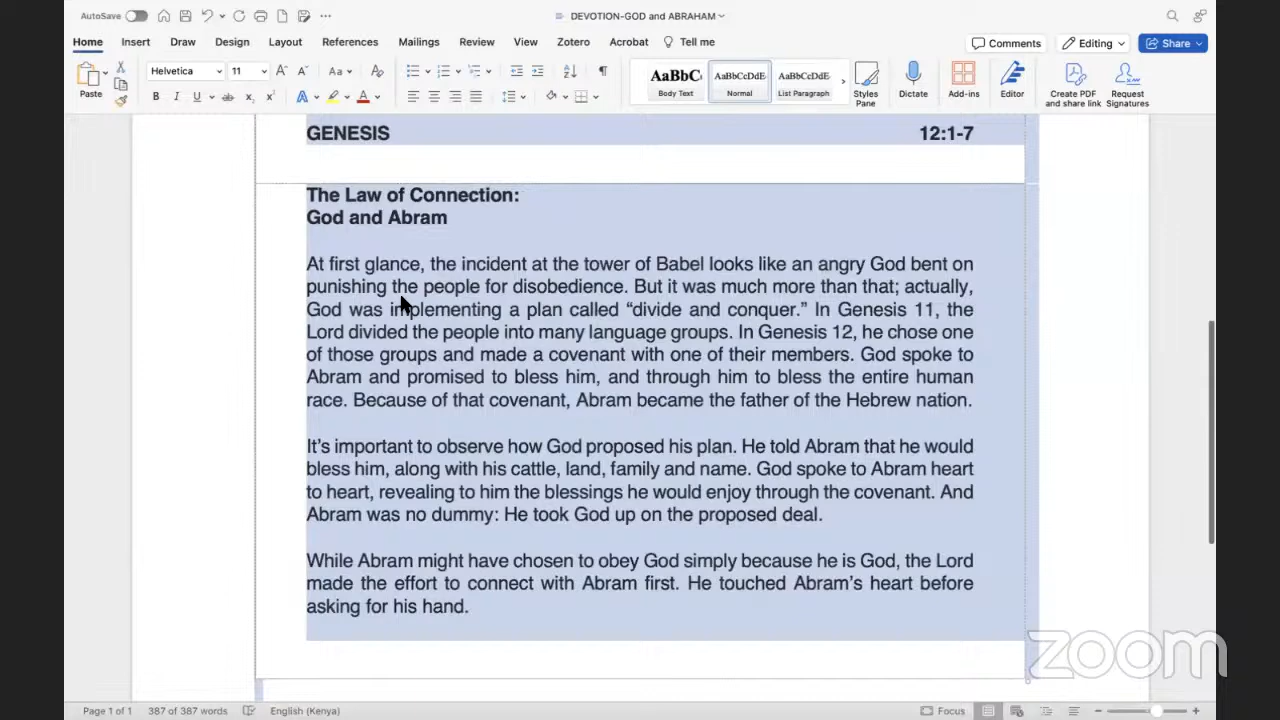 AutoSave
DEVOTION-GOD and ABRAHAM
Home Insert Draw Design Layout References Mailings Review View Zotero Acrobat Tell me Comments Editing Share
Paste Helvetica 11 Aa
B I U ab x₂ x² A A
AaBbC AaBbCcDdE AaBbCcDdE
Body Text Normal List Paragraph
Styles Pane Dictate Add-ins Editor Create PDF and share link Request Signatures
GENESIS 12:1-7
The Law of Connection:
God and Abram
At first glance, the incident at the tower of Babel looks like an angry God bent on
punishing the people for disobedience. But it was much more than that; actually,
God was implementing a plan called “divide and conquer.” In Genesis 11, the
Lord divided the people into many language groups. In Genesis 12, he chose one
of those groups and made a covenant with one of their members. God spoke to
Abram and promised to bless him, and through him to bless the entire human
race. Because of that covenant, Abram became the father of the Hebrew nation.
It’s important to observe how God proposed his plan. He told Abram that he would
bless him, along with his cattle, land, family and name. God spoke to Abram heart
to heart, revealing to him the blessings he would enjoy through the covenant. And
Abram was no dummy: He took God up on the proposed deal.
While Abram might have chosen to obey God simply because he is God, the Lord
made the effort to connect with Abram first. He touched Abram’s heart before
asking for his hand.
zoom
Page 1 of 1 387 of 387 words English (Kenya) Focus